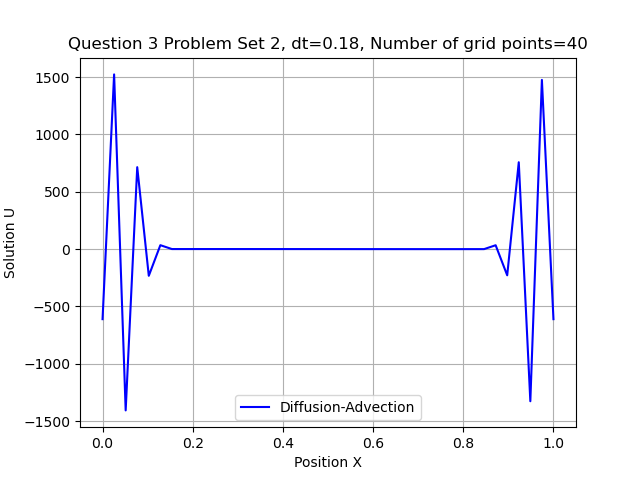 Question 3 Problem Set 2, dt=0.18, Number of grid points=40
Solution U
1500
1000
500
0
−500
−1000
−1500
Diffusion-Advection
0.0 0.2 0.4 0.6 0.8 1.0
Position X